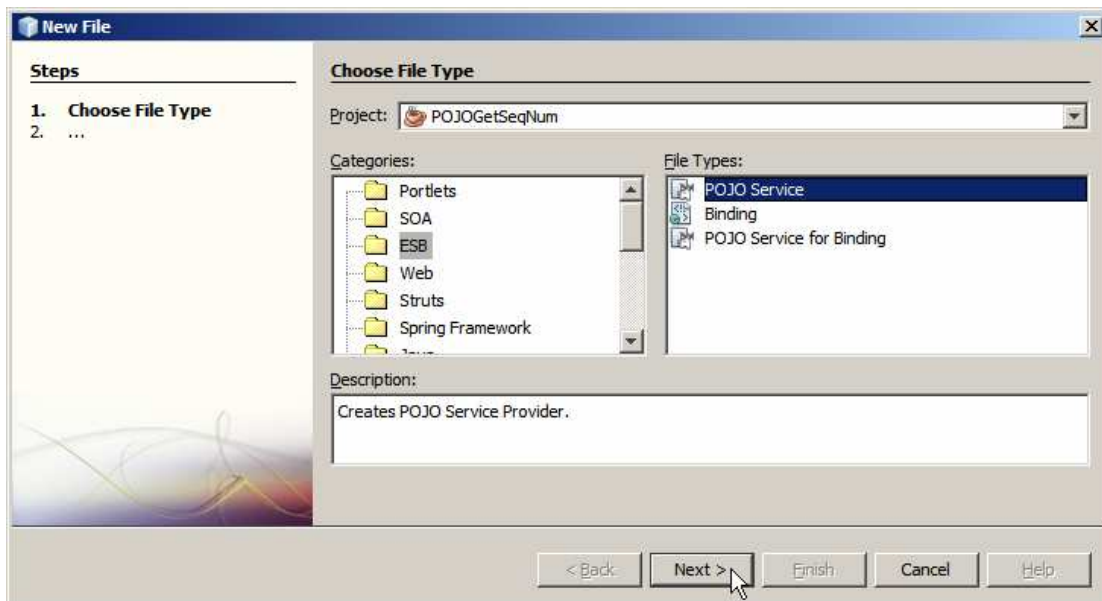 New File
Steps
1. Choose File Type
2. ...
Choose File Type
Project: POJOGetSeqNum
Categories:
Portlets
SOA
ESB
Web
Struts
Spring Framework
File Types:
POJO Service
Binding
POJO Service for Binding
Description:
Creates POJO Service Provider.
< Back Next > Finish Cancel Help